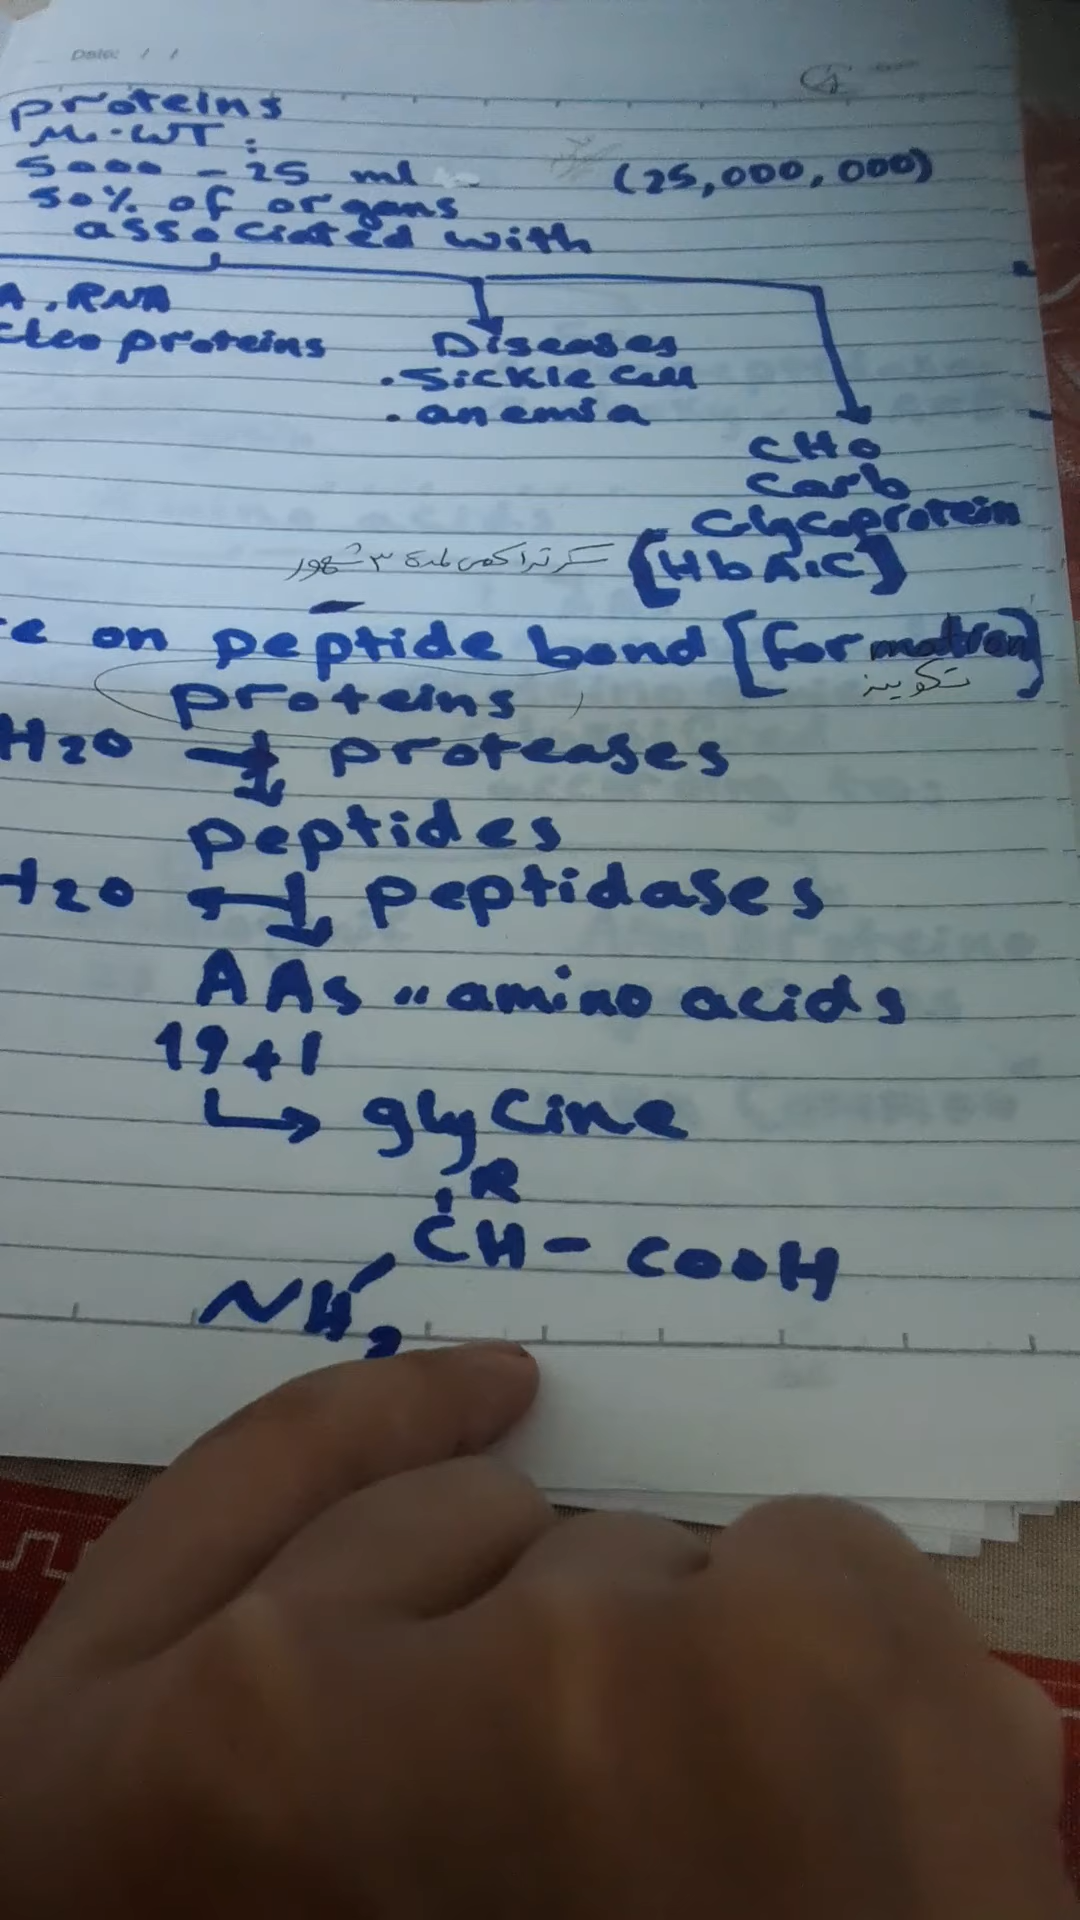 Date: / /
proteins
M.WT:
5000 - 25 ml (25,000,000)
50% of organs
associated with
A, RNA
cleo proteins
Diseases
. Sickle cell
. anemia
CHO
Carb
Glycoprotein
[HbA1C] سكر تراكمي لمدة ٣ شهور
te on peptide bond [formation]
تكوين
proteins
H2O → proteases
peptides
H2O → peptidases
AAs ,, amino acids
19+1
↳ glycine
R
CH - COOH
NH2